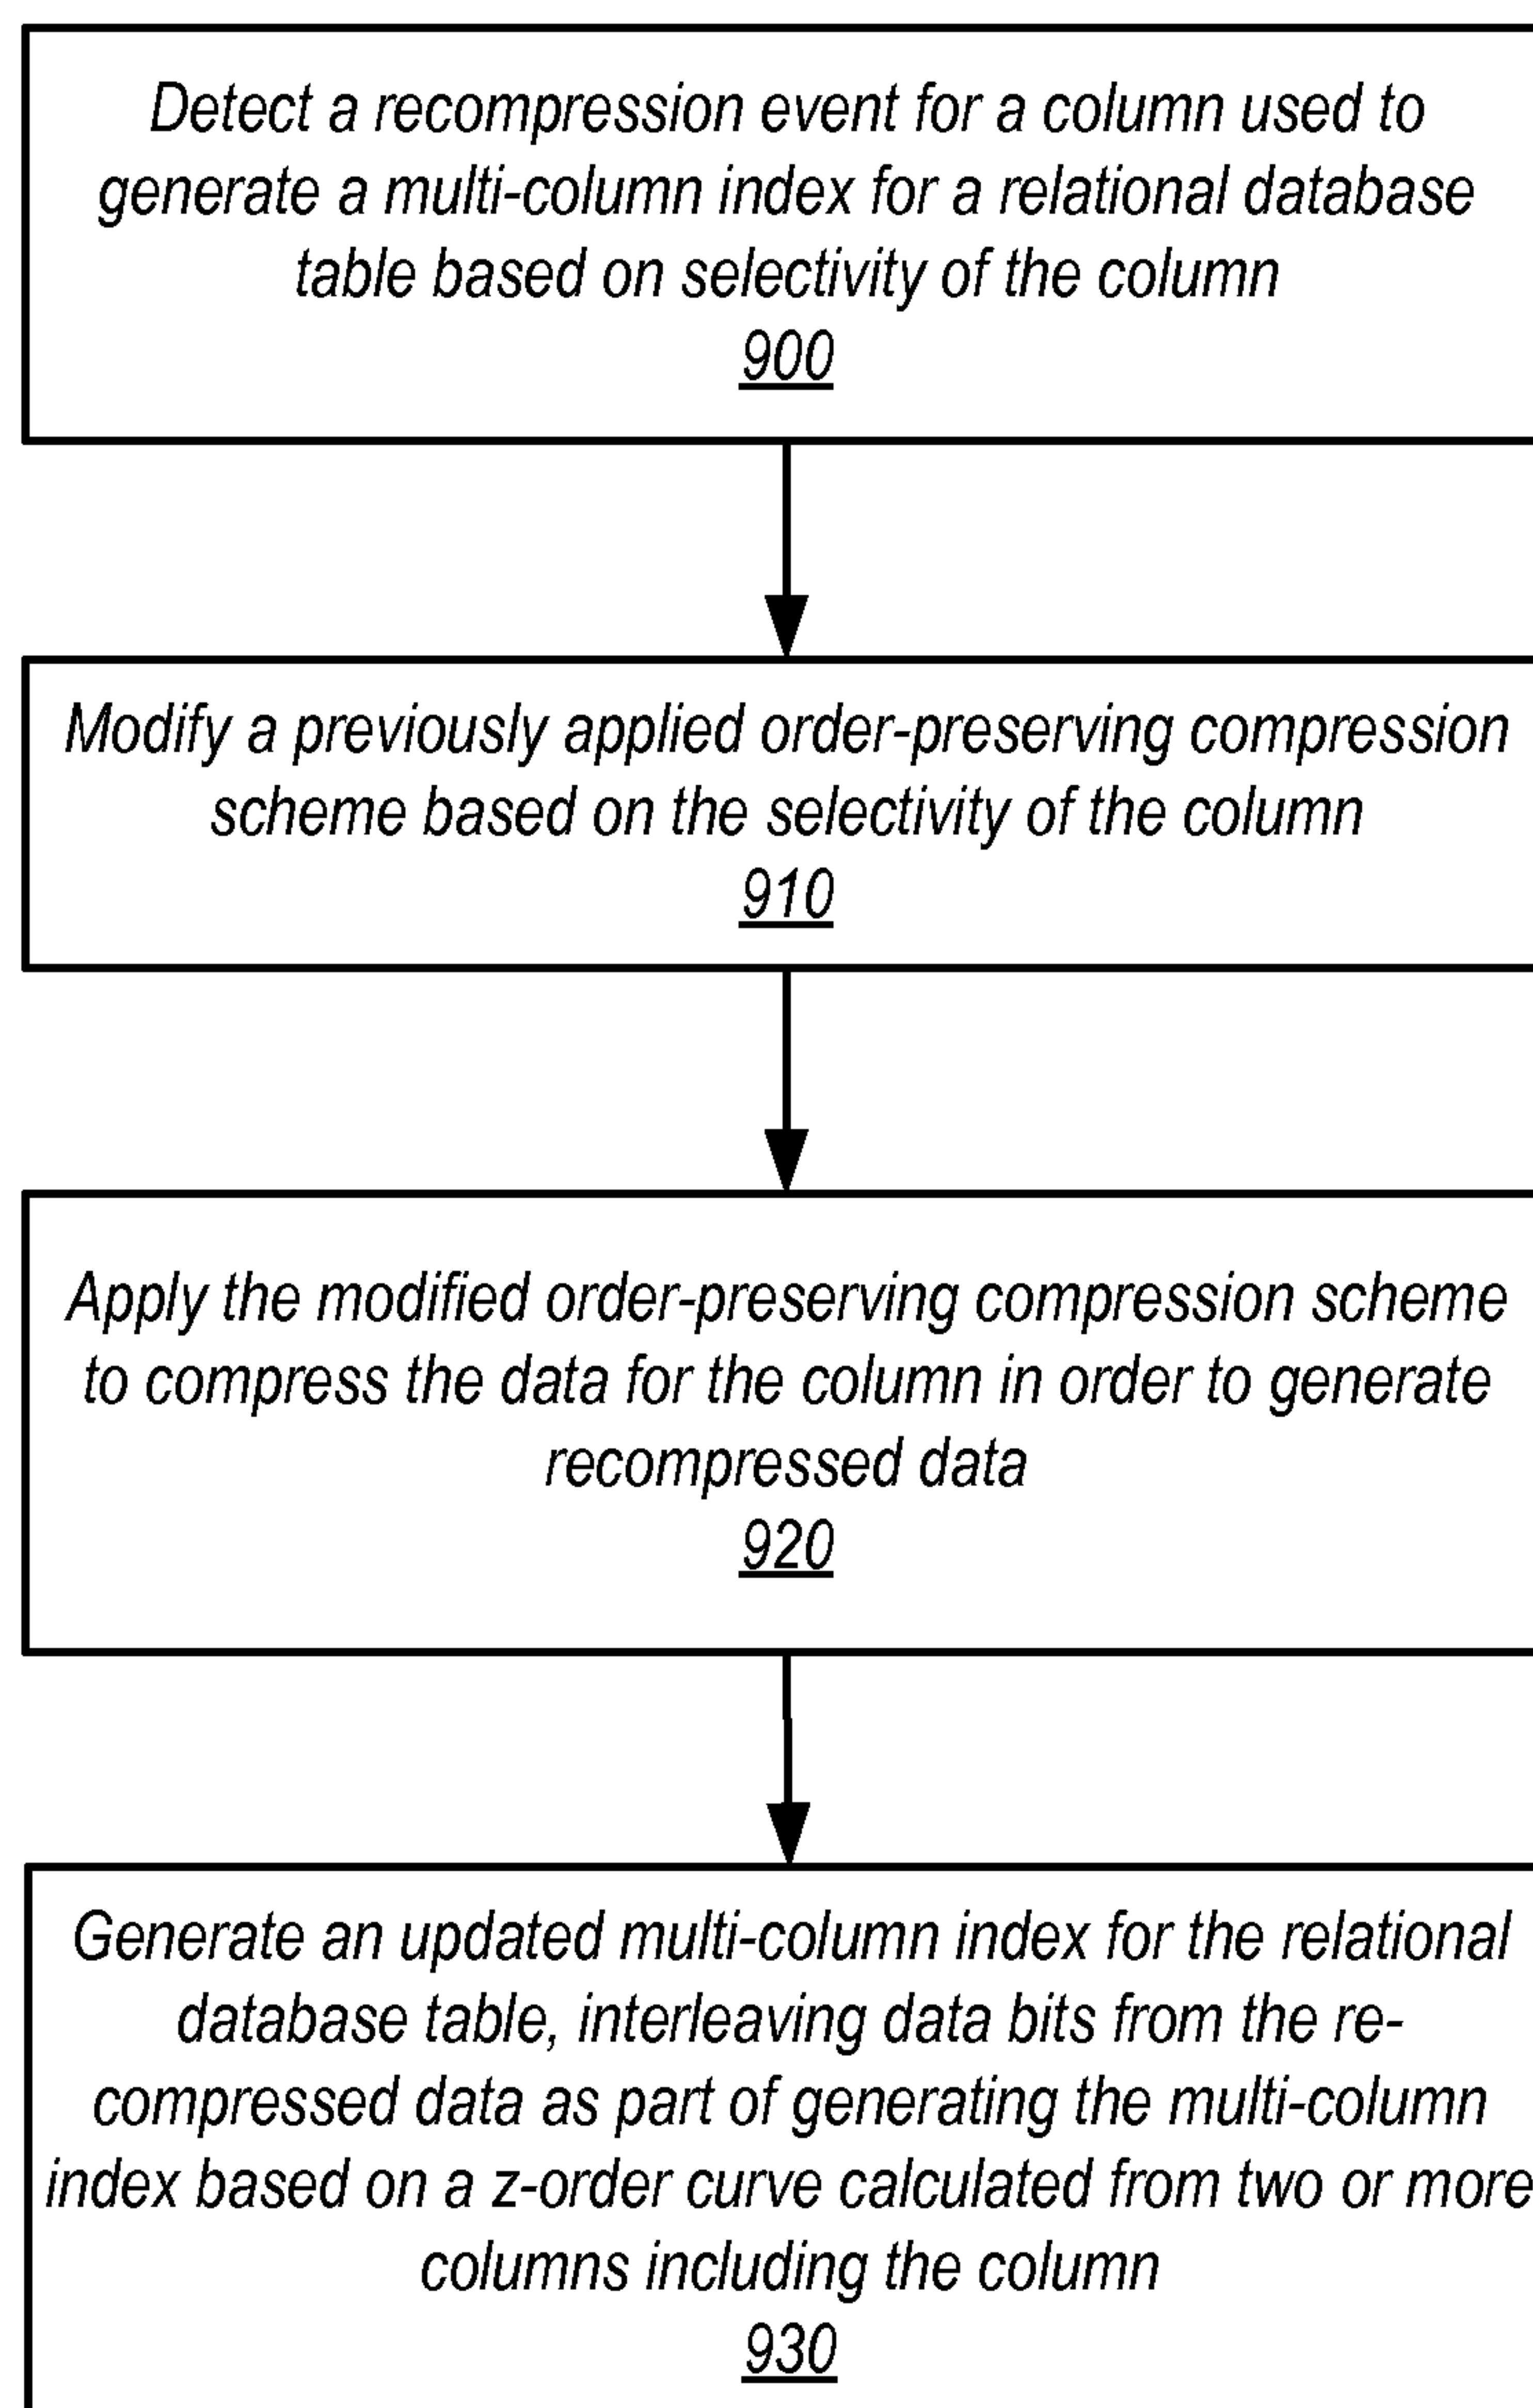 Detect a recompression event for a column used to
generate a multi-column index for a relational database
table based on selectivity of the column
900
Modify a previously applied order-preserving compression
scheme based on the selectivity of the column
910
Apply the modified order-preserving compression scheme
to compress the data for the column in order to generate
recompressed data
920
Generate an updated multi-column index for the relational
database table, interleaving data bits from the re-
compressed data as part of generating the multi-column
index based on a z-order curve calculated from two or more
columns including the column
930